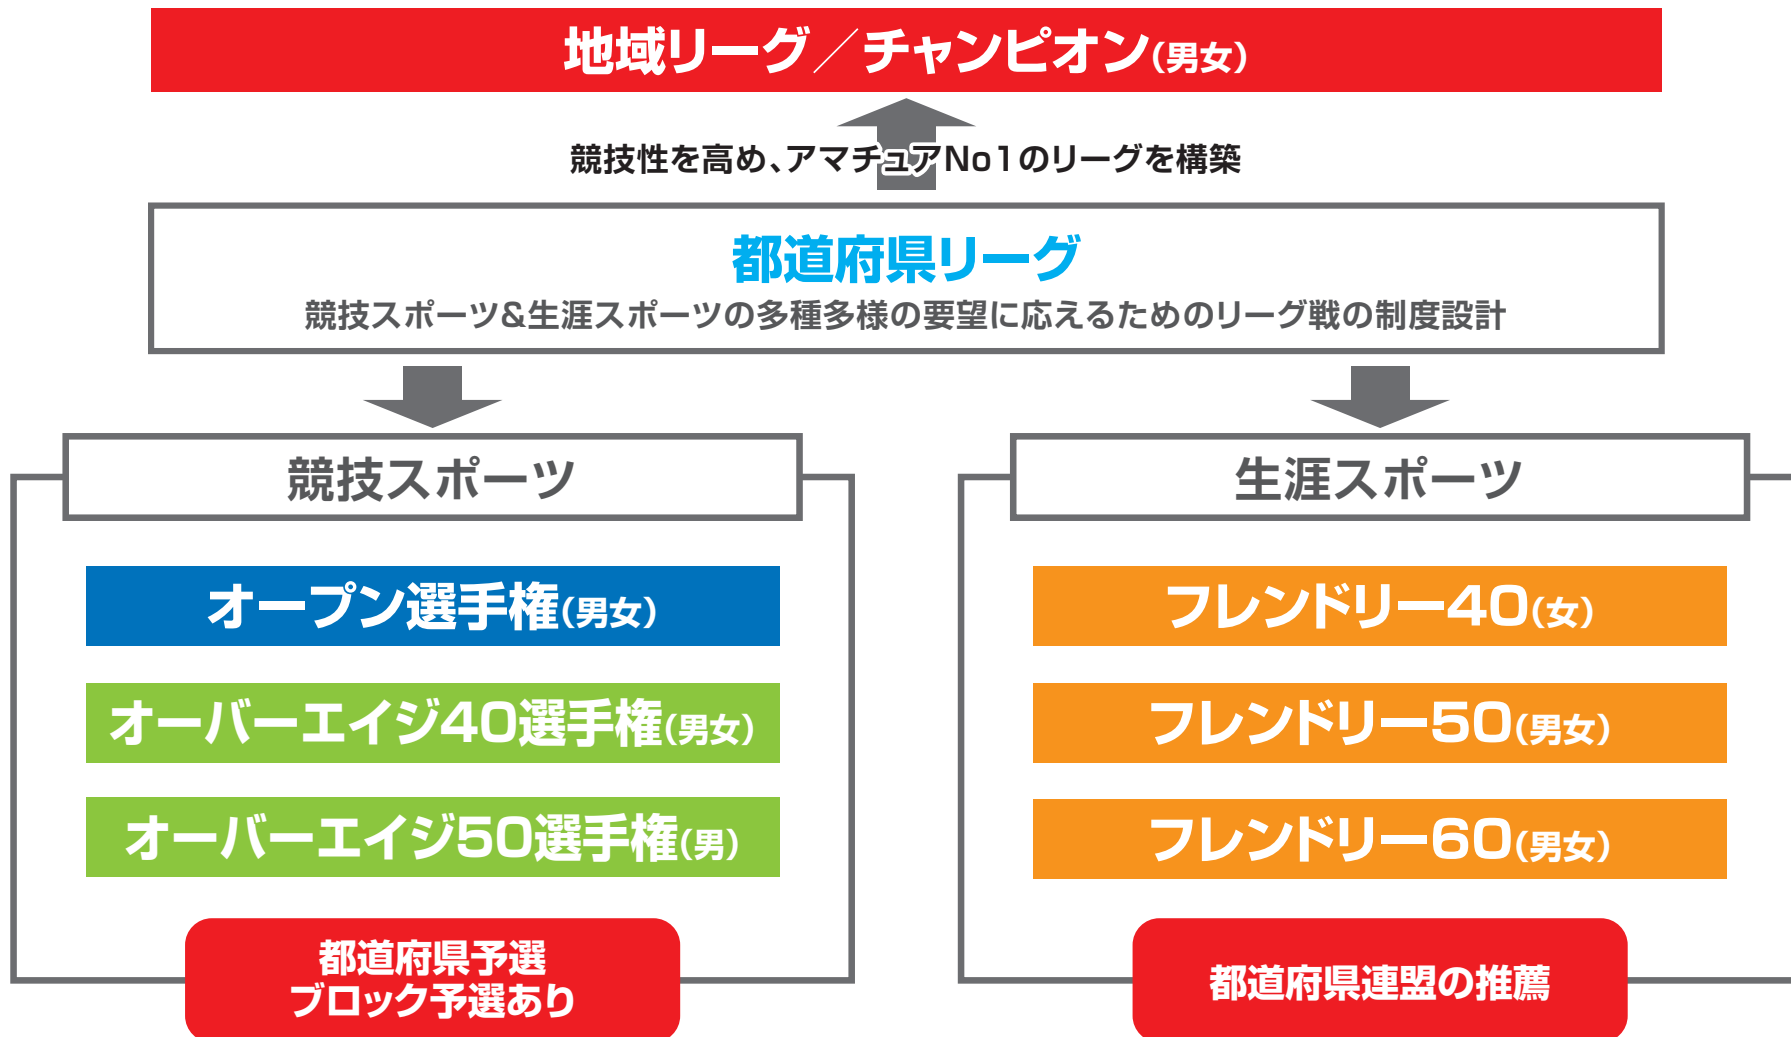 地域リーグ／チャンピオン(男女)
競技性を高め、アマチュアNo1のリーグを構築
都道府県リーグ
競技スポーツ&生涯スポーツの多種多様の要望に応えるためのリーグ戦の制度設計
競技スポーツ
オープン選手権(男女)
オーバーエイジ40選手権(男女)
オーバーエイジ50選手権(男)
都道府県予選
ブロック予選あり
生涯スポーツ
フレンドリー40(女)
フレンドリー50(男女)
フレンドリー60(男女)
都道府県連盟の推薦